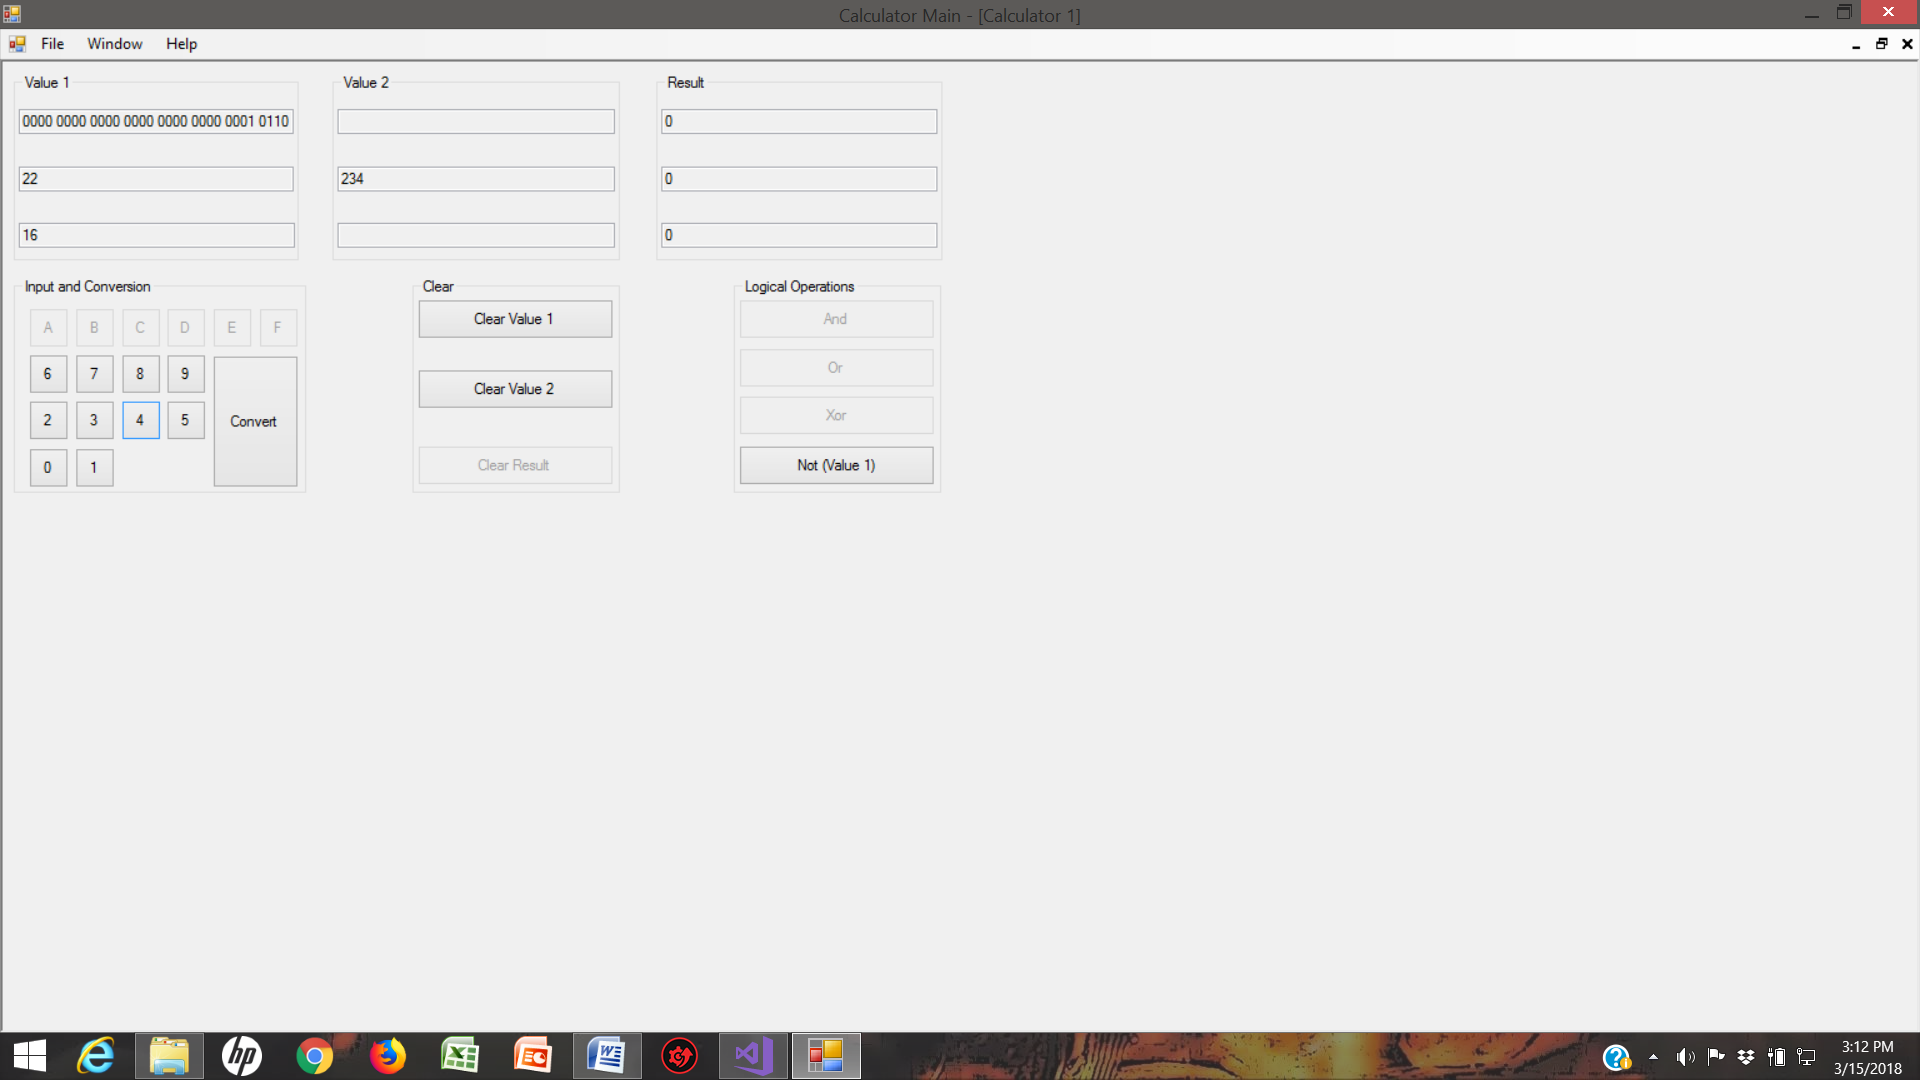 Calculator Main - [Calculator 1]
File Window Help
Value 1
0000 0000 0000 0000 0000 0000 0001 0110
22
16
Value 2
234
Result
0
0
0
Input and Conversion
A B C D E F
6 7 8 9
2 3 4 5
0 1
Convert
Clear
Clear Value 1
Clear Value 2
Clear Result
Logical Operations
And
Or
Xor
Not (Value 1)
3:12 PM
3/15/2018